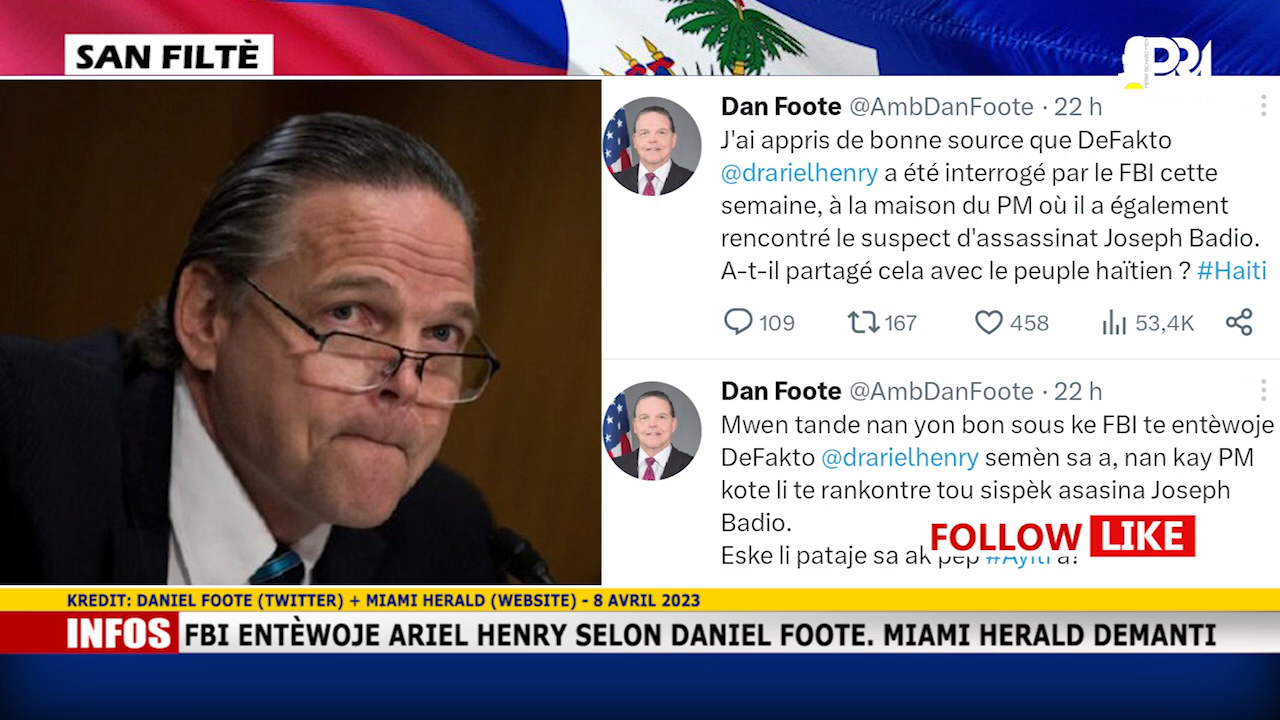 SAN FILTÈ
PRM
Dan Foote @AmbDanFoote · 22 h
J'ai appris de bonne source que DeFakto
@drarielhenry a été interrogé par le FBI cette
semaine, à la maison du PM où il a également
rencontré le suspect d'assassinat Joseph Badio.
A-t-il partagé cela avec le peuple haïtien ? #Haiti
109 167 458 53,4K
Dan Foote @AmbDanFoote · 22 h
Mwen tande nan yon bon sous ke FBI te entèwoje
DeFakto @drarielhenry semèn sa a, nan kay PM
kote li te rankontre tou sispèk asasina Joseph
Badio.
Eske li pataje sa ak pèp #Ayiti a?
FOLLOW LIKE
KREDIT: DANIEL FOOTE (TWITTER) + MIAMI HERALD (WEBSITE) - 8 AVRIL 2023
INFOS FBI ENTÈWOJE ARIEL HENRY SELON DANIEL FOOTE. MIAMI HERALD DEMANTI